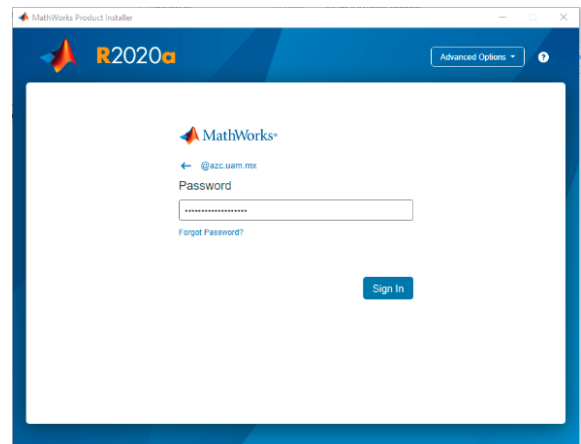 MathWorks Product Installer
R2020a
Advanced Options
?
MathWorks®
← @azc.uam.mx
Password
••••••••••••••••••
Forgot Password?
Sign In